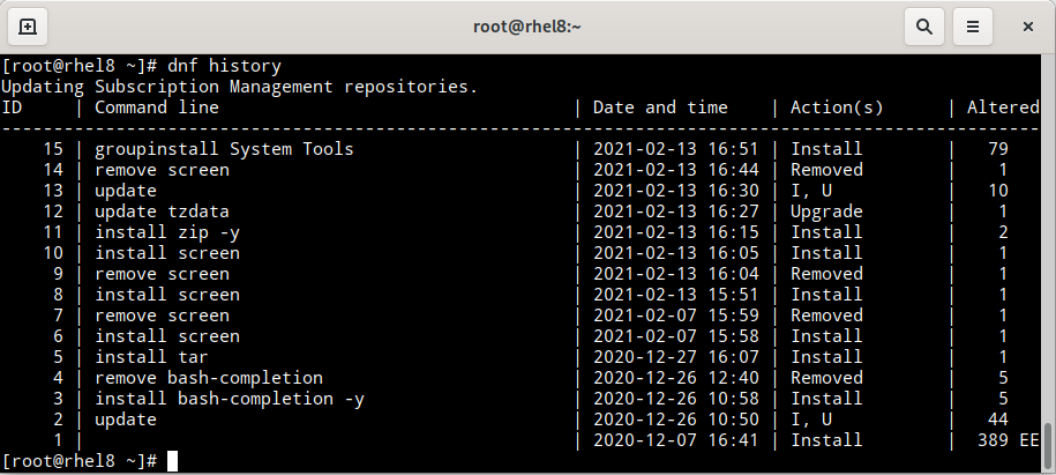 root@rhel8:~
[root@rhel8 ~]# dnf history
Updating Subscription Management repositories.
ID     | Command line                                  | Date and time    | Action(s)      | Altered
-------------------------------------------------------------------------------------------------------
    15 | groupinstall System Tools                     | 2021-02-13 16:51 | Install        |   79
    14 | remove screen                                 | 2021-02-13 16:44 | Removed        |    1
    13 | update                                        | 2021-02-13 16:30 | I, U           |   10
    12 | update tzdata                                 | 2021-02-13 16:27 | Upgrade        |    1
    11 | install zip -y                                | 2021-02-13 16:15 | Install        |    2
    10 | install screen                                | 2021-02-13 16:05 | Install        |    1
     9 | remove screen                                 | 2021-02-13 16:04 | Removed        |    1
     8 | install screen                                | 2021-02-13 15:51 | Install        |    1
     7 | remove screen                                 | 2021-02-07 15:59 | Removed        |    1
     6 | install screen                                | 2021-02-07 15:58 | Install        |    1
     5 | install tar                                   | 2020-12-27 16:07 | Install        |    1
     4 | remove bash-completion                        | 2020-12-26 12:40 | Removed        |    5
     3 | install bash-completion -y                    | 2020-12-26 10:58 | Install        |    5
     2 | update                                        | 2020-12-26 10:50 | I, U           |   44
     1 |                                               | 2020-12-07 16:41 | Install        |  389 EE
[root@rhel8 ~]#